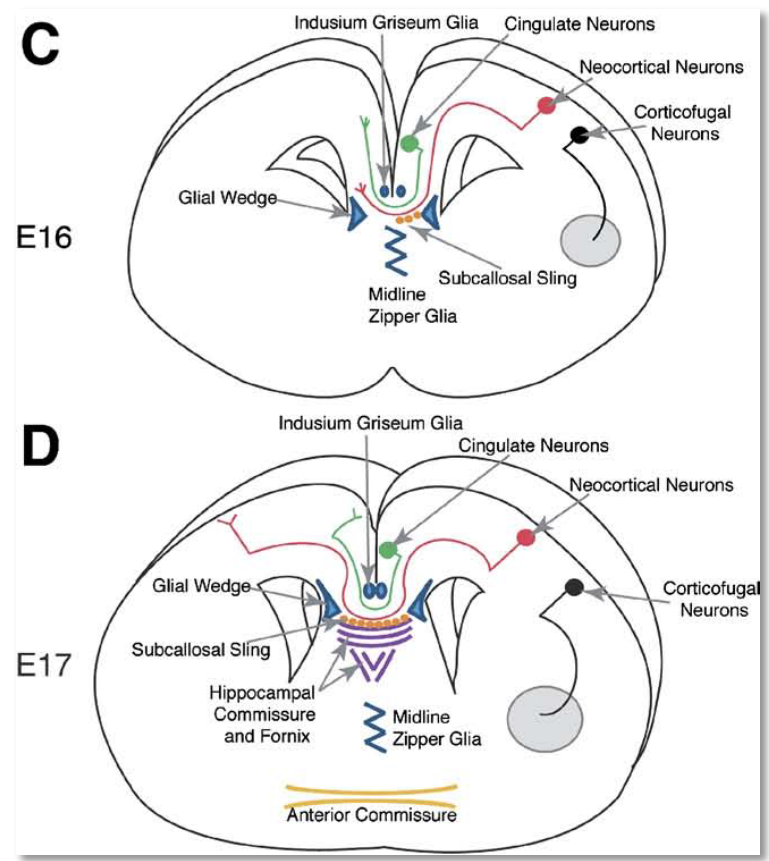 C
Indusium Griseum Glia
Cingulate Neurons
Neocortical Neurons
Corticofugal
Neurons
Glial Wedge
E16
Subcallosal Sling
Midline
Zipper Glia
D
Indusium Griseum Glia
Cingulate Neurons
Neocortical Neurons
Glial Wedge
Corticofugal
Neurons
Subcallosal Sling
E17
Hippocampal
Commissure
and Fornix
Midline
Zipper Glia
Anterior Commissure